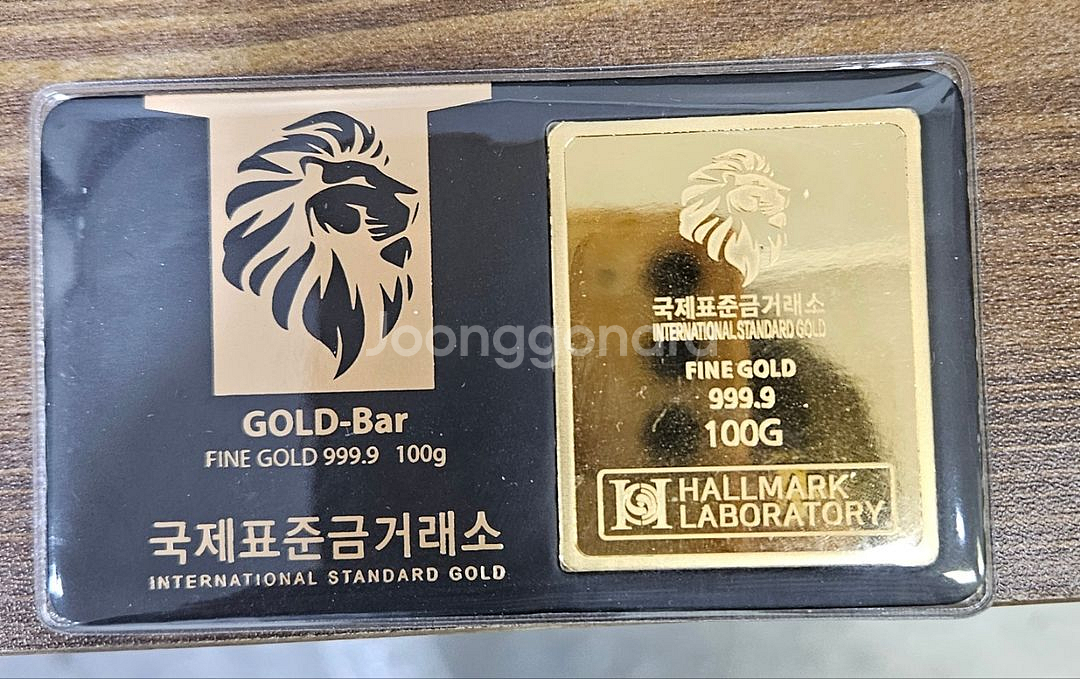 GOLD-Bar
FINE GOLD 999.9 100g
국제표준금거래소
INTERNATIONAL STANDARD GOLD
국제표준금거래소
INTERNATIONAL STANDARD GOLD
FINE GOLD
999.9
100G
HALLMARK
LABORATORY
Joonggonara